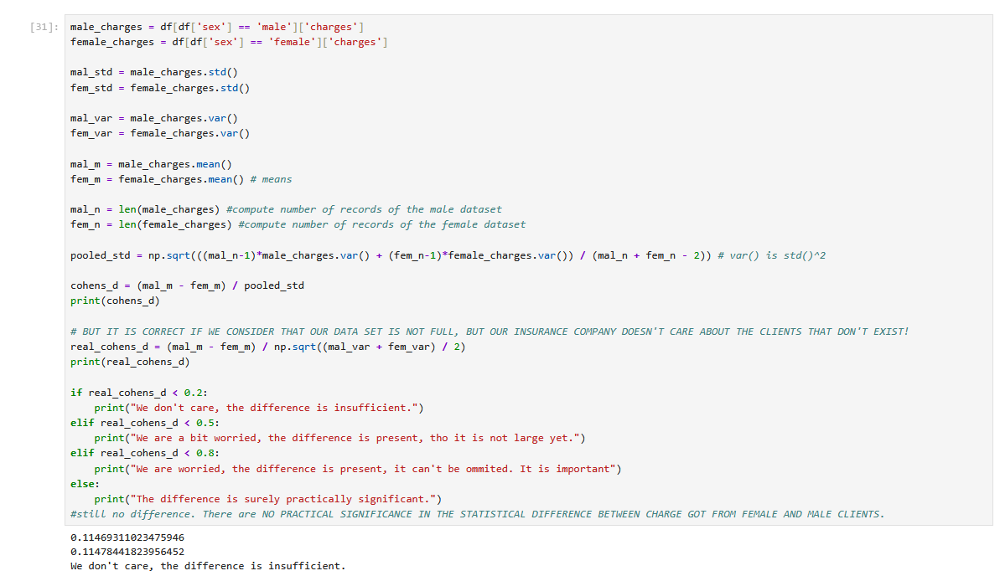 [31]: male_charges = df[df['sex'] == 'male']['charges']
female_charges = df[df['sex'] == 'female']['charges']
mal_std = male_charges.std()
fem_std = female_charges.std()
mal_var = male_charges.var()
fem_var = female_charges.var()
mal_m = male_charges.mean()
fem_m = female_charges.mean() # means
mal_n = len(male_charges) #compute number of records of the male dataset
fem_n = len(female_charges) #compute number of records of the female dataset
pooled_std = np.sqrt(((mal_n-1)*male_charges.var() + (fem_n-1)*female_charges.var()) / (mal_n + fem_n - 2)) # var() is std()^2
cohens_d = (mal_m - fem_m) / pooled_std
print(cohens_d)
# BUT IT IS CORRECT IF WE CONSIDER THAT OUR DATA SET IS NOT FULL, BUT OUR INSURANCE COMPANY DOESN'T CARE ABOUT THE CLIENTS THAT DON'T EXIST!
real_cohens_d = (mal_m - fem_m) / np.sqrt((mal_var + fem_var) / 2)
print(real_cohens_d)
if real_cohens_d < 0.2:
    print("We don't care, the difference is insufficient.")
elif real_cohens_d < 0.5:
    print("We are a bit worried, the difference is present, tho it is not large yet.")
elif real_cohens_d < 0.8:
    print("We are worried, the difference is present, it can't be ommited. It is important")
else:
    print("The difference is surely practically significant.")
#still no difference. There are NO PRACTICAL SIGNIFICANCE IN THE STATISTICAL DIFFERENCE BETWEEN CHARGE GOT FROM FEMALE AND MALE CLIENTS.
0.11469311023475946
0.11478441823956452
We don't care, the difference is insufficient.